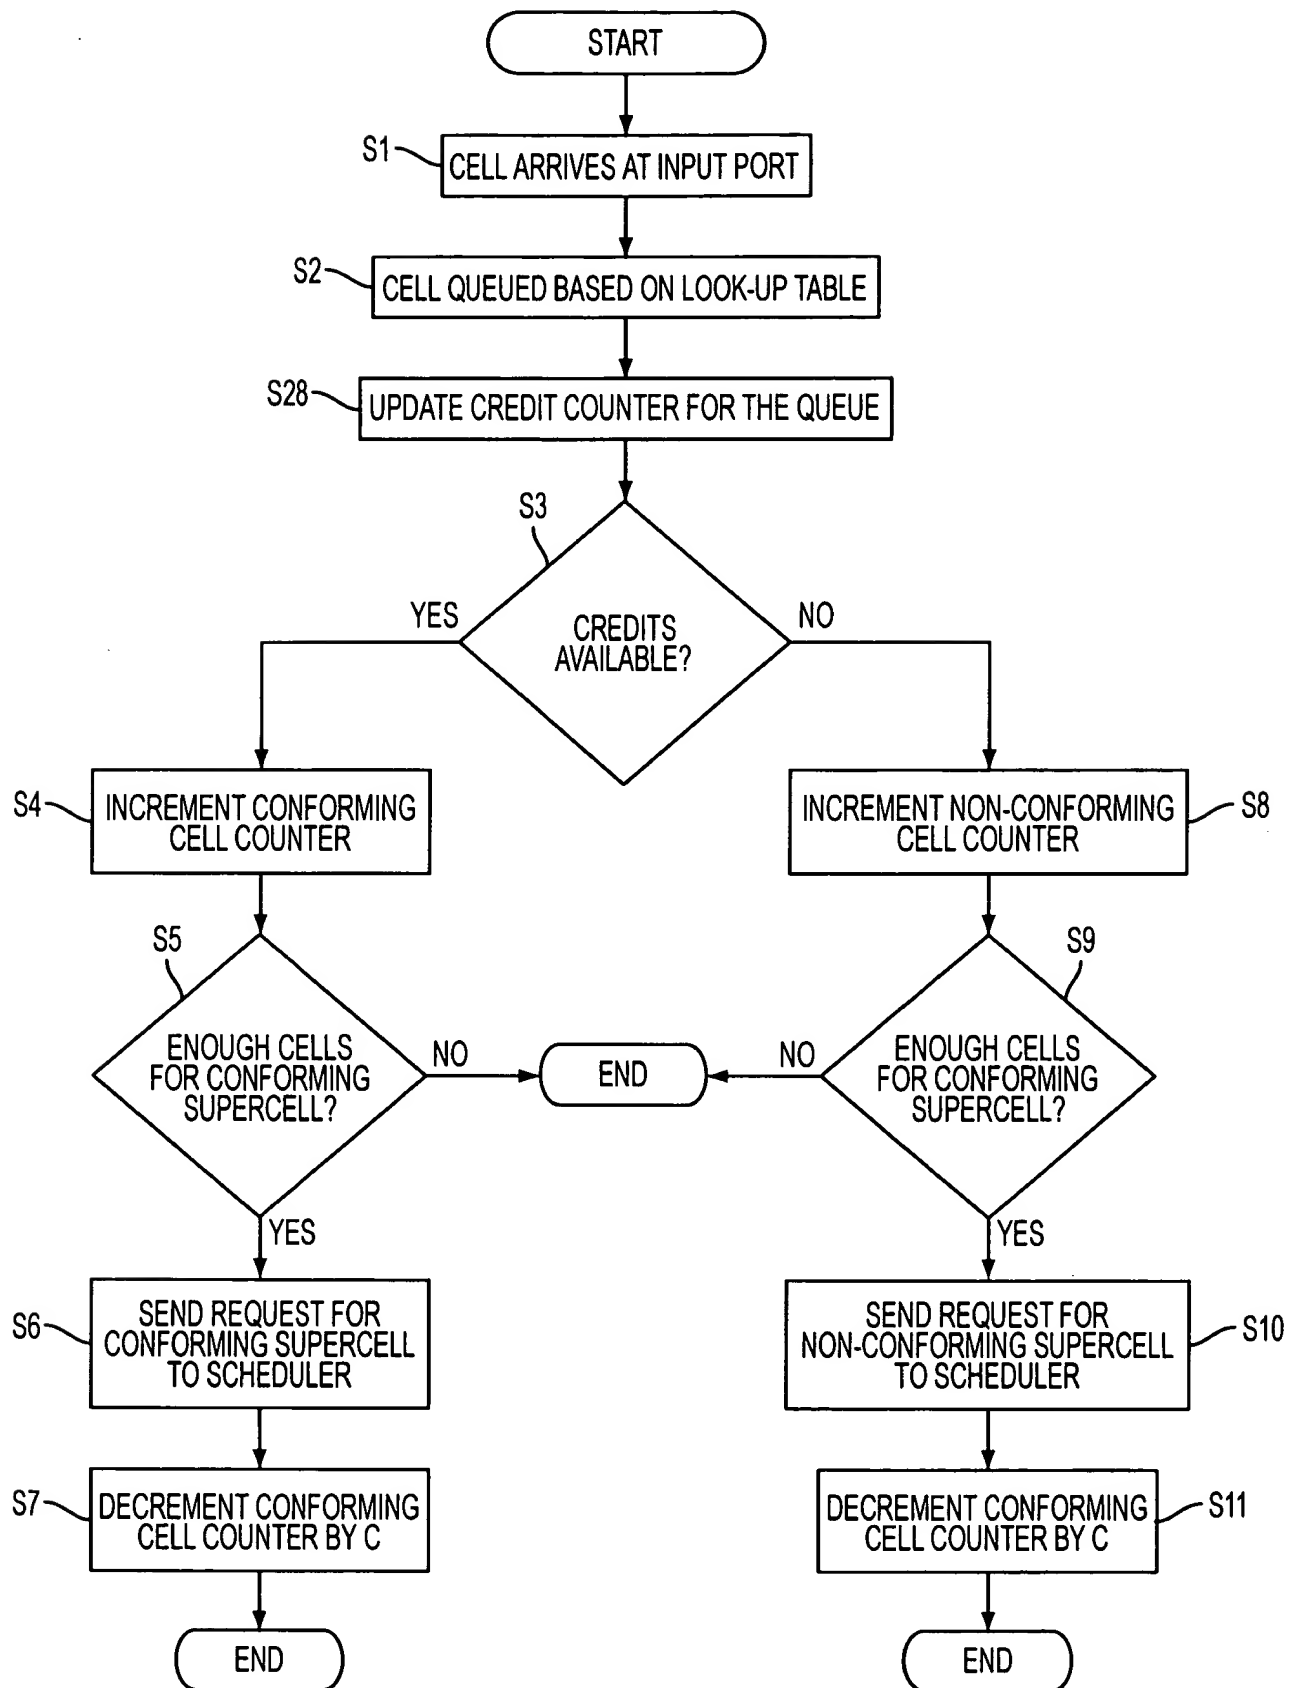 START
S1
CELL ARRIVES AT INPUT PORT
S2
CELL QUEUED BASED ON LOOK-UP TABLE
S28
UPDATE CREDIT COUNTER FOR THE QUEUE
S3
CREDITS
AVAILABLE?
YES
NO
S4
INCREMENT CONFORMING
CELL COUNTER
INCREMENT NON-CONFORMING
CELL COUNTER
S8
S5
ENOUGH CELLS
FOR CONFORMING
SUPERCELL?
NO
END
NO
S9
ENOUGH CELLS
FOR CONFORMING
SUPERCELL?
YES
YES
S6
SEND REQUEST FOR
CONFORMING SUPERCELL
TO SCHEDULER
SEND REQUEST FOR
NON-CONFORMING SUPERCELL
TO SCHEDULER
S10
S7
DECREMENT CONFORMING
CELL COUNTER BY C
DECREMENT CONFORMING
CELL COUNTER BY C
S11
END
END